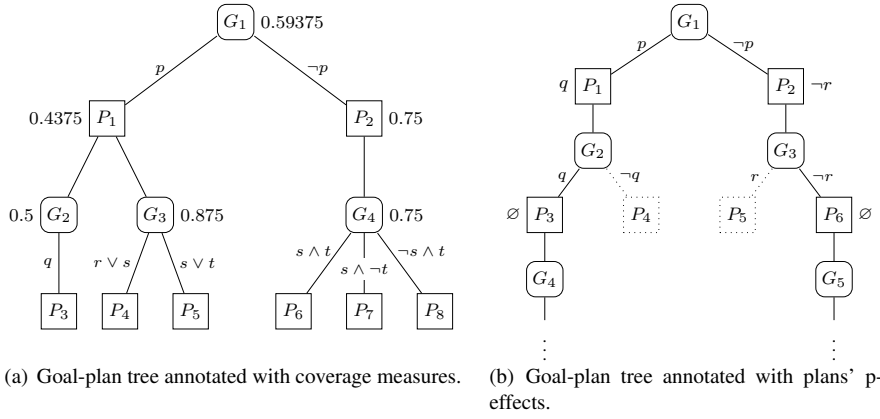 G1 0.59375
p ¬p
0.4375 P1 P2 0.75
0.5 G2 G3 0.875 G4 0.75
q r ∨ s s ∨ t s ∧ t s ∧ ¬t ¬s ∧ t
P3 P4 P5 P6 P7 P8
(a) Goal-plan tree annotated with coverage measures.
G1
p ¬p
q P1 P2 ¬r
G2 G3
q ¬q r ¬r
∅ P3 P4 P5 P6 ∅
G4 G5
⋮ ⋮
(b) Goal-plan tree annotated with plans' p-
effects.